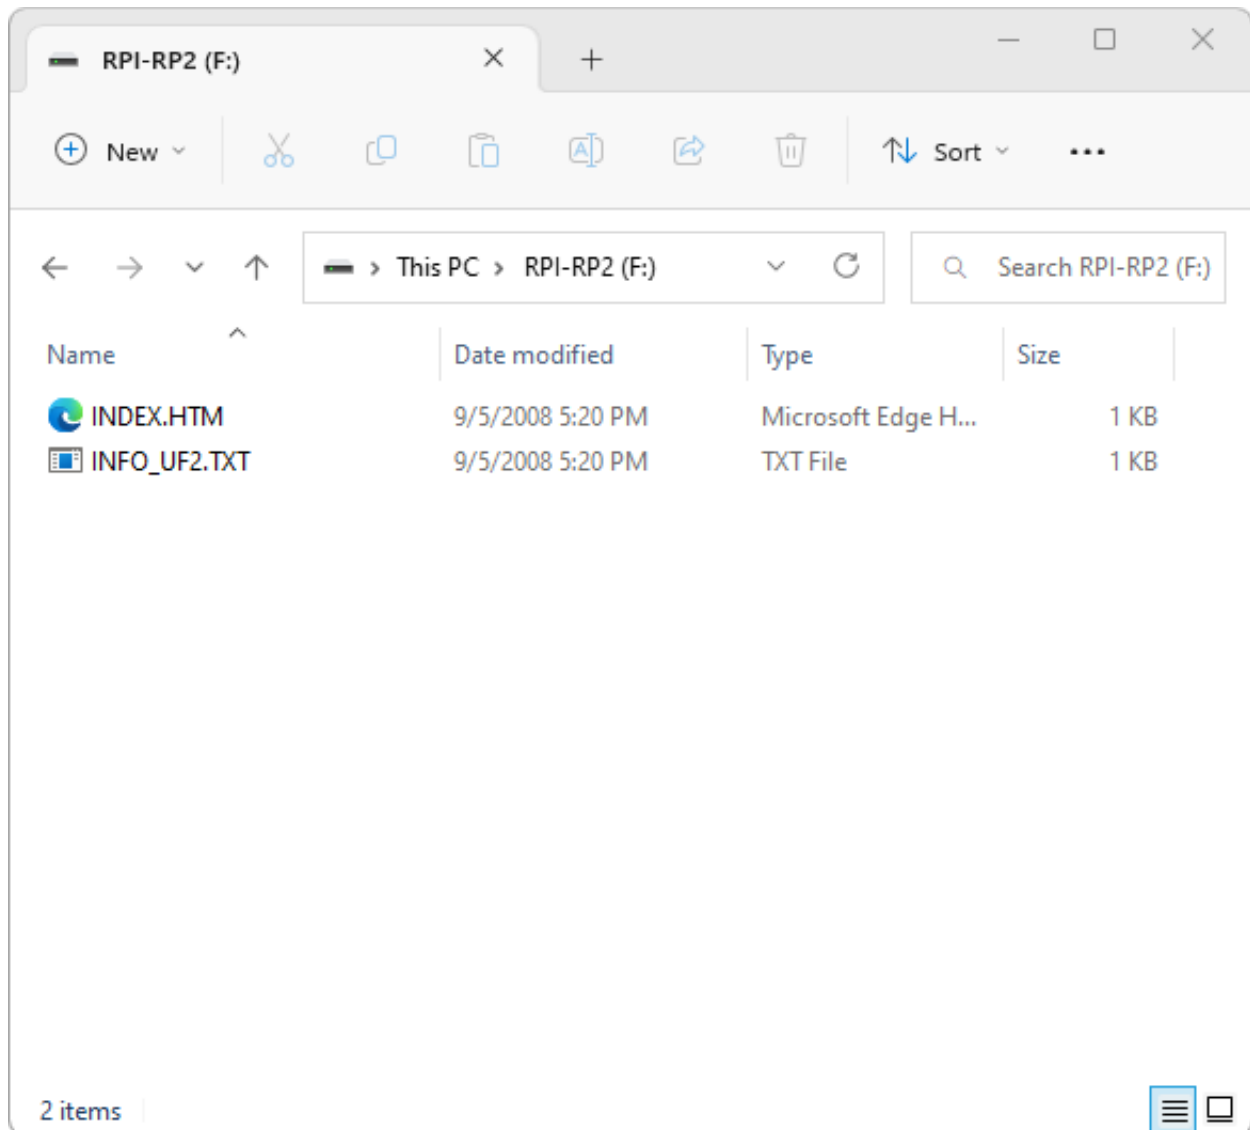 RPI-RP2 (F:)
New Sort
This PC RPI-RP2 (F:) Search RPI-RP2 (F:)
Name Date modified Type Size
INDEX.HTM 9/5/2008 5:20 PM Microsoft Edge H... 1 KB
INFO_UF2.TXT 9/5/2008 5:20 PM TXT File 1 KB
2 items